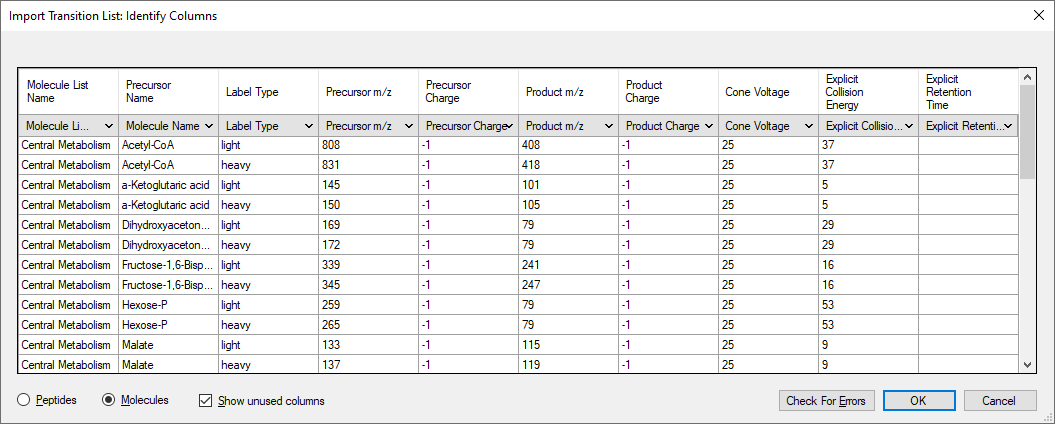 Import Transition List: Identify Columns
Molecule List Name Precursor Name Label Type Precursor m/z Precursor Charge Product m/z Product Charge Cone Voltage Explicit Collision Energy Explicit Retention Time
Molecule Li... Molecule Name Label Type Precursor m/z Precursor Charge Product m/z Product Charge Cone Voltage Explicit Collisio... Explicit Retenti...
Central Metabolism Acetyl-CoA light 808 -1 408 -1 25 37
Central Metabolism Acetyl-CoA heavy 831 -1 418 -1 25 37
Central Metabolism a-Ketoglutaric acid light 145 -1 101 -1 25 5
Central Metabolism a-Ketoglutaric acid heavy 150 -1 105 -1 25 5
Central Metabolism Dihydroxyaceton... light 169 -1 79 -1 25 29
Central Metabolism Dihydroxyaceton... heavy 172 -1 79 -1 25 29
Central Metabolism Fructose-1,6-Bisp... light 339 -1 241 -1 25 16
Central Metabolism Fructose-1,6-Bisp... heavy 345 -1 247 -1 25 16
Central Metabolism Hexose-P light 259 -1 79 -1 25 53
Central Metabolism Hexose-P heavy 265 -1 79 -1 25 53
Central Metabolism Malate light 133 -1 115 -1 25 9
Central Metabolism Malate heavy 137 -1 119 -1 25 9
Peptides Molecules Show unused columns Check For Errors OK Cancel